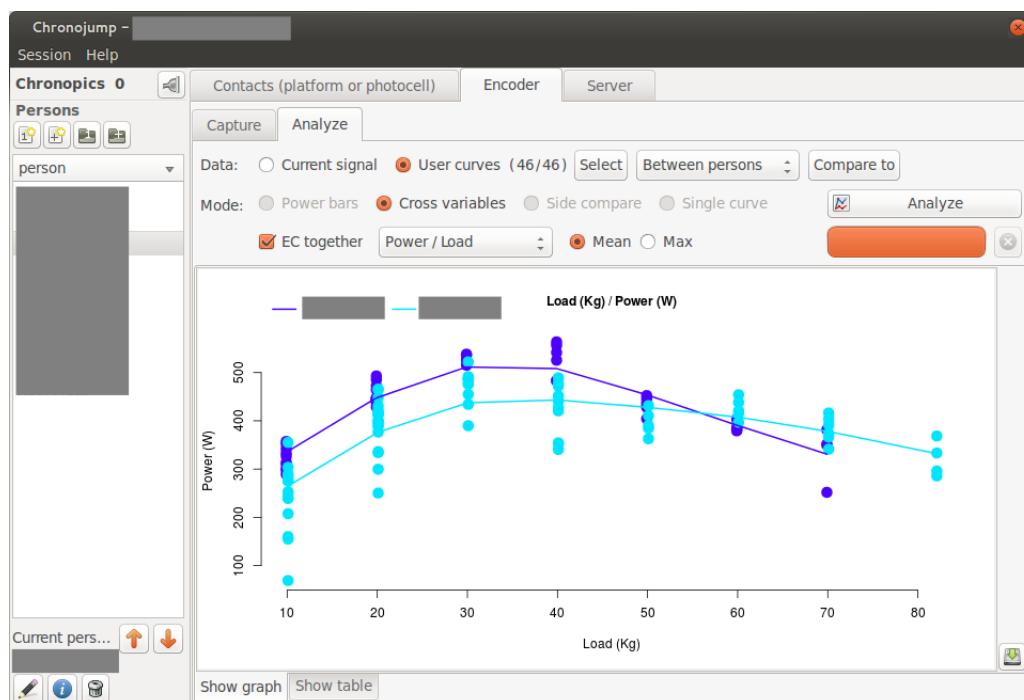 Chronojump –
Session Help
Chronopics 0
Contacts (platform or photocell) Encoder Server
Persons
Capture Analyze
person
Data: Current signal User curves (46/46) Select Between persons Compare to
Mode: Power bars Cross variables Side compare Single curve Analyze
EC together Power / Load Mean Max
Load (Kg) / Power (W)
Power (W)
500
400
300
200
100
10 20 30 40 50 60 70 80
Load (Kg)
Current pers...
Show graph Show table